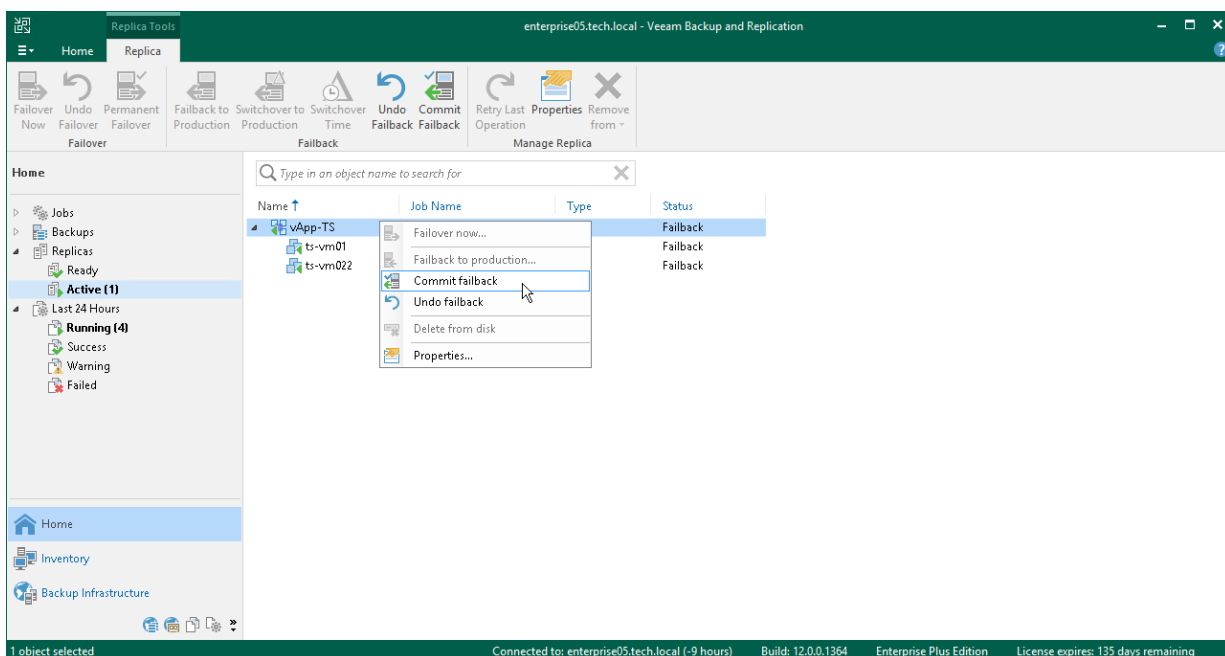 Replica Tools
enterprise05.tech.local - Veeam Backup and Replication
Home Replica
Failover Now
Undo Failover
Permanent Failover
Failback to Production
Switchover to Production
Switchover Time
Undo Failback
Commit Failback
Retry Last Operation
Properties
Remove from
Failover
Failback
Manage Replica
Home
Jobs
Backups
Replicas
Ready
Active (1)
Last 24 Hours
Running (4)
Success
Warning
Failed
Home
Inventory
Backup Infrastructure
Type in an object name to search for
Name Job Name Type Status
vApp-TS Failback
ts-vm01 Failback
ts-vm022 Failback
Failover now...
Failback to production...
Commit failback
Undo failback
Delete from disk
Properties...
1 object selected
Connected to: enterprise05.tech.local (-9 hours)
Build: 12.0.0.1364
Enterprise Plus Edition
License expires: 135 days remaining